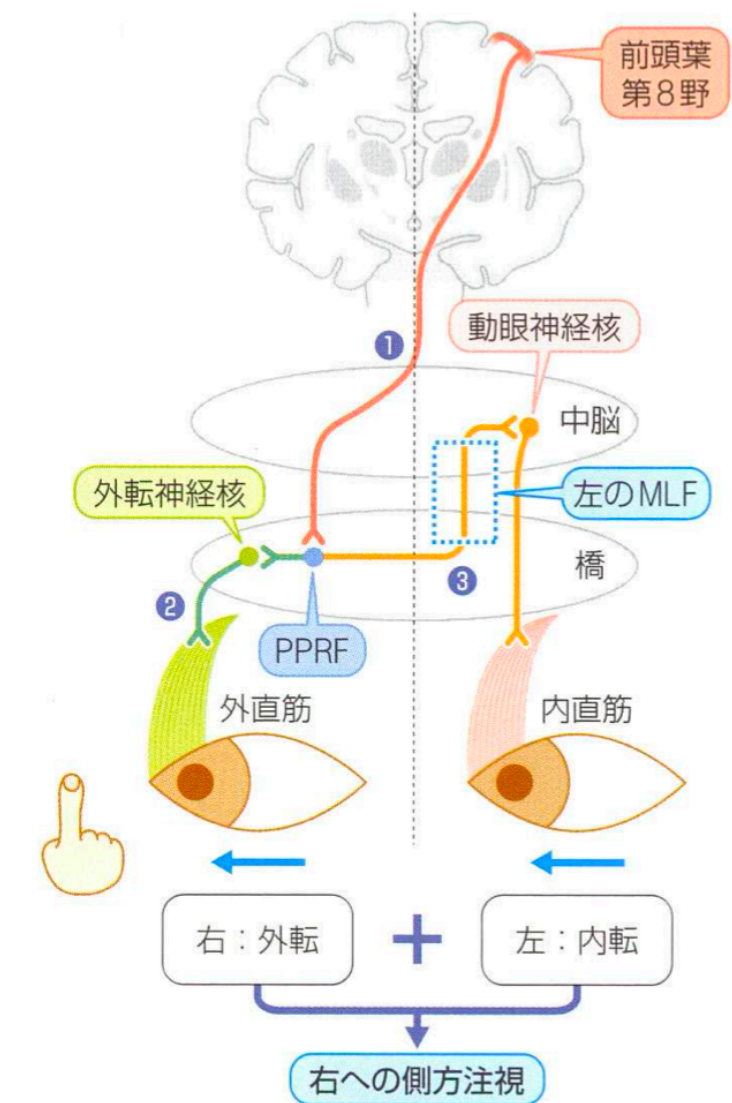 前頭葉
第8野
❶
動眼神経核
中脳
外転神経核
左のMLF
橋
❷
❸
PPRF
外直筋
内直筋
右：外転
+
左：内転
右への側方注視